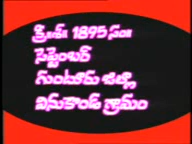 క్రీ॥శ॥ 1895 సం॥
సెప్టెంబర్
గుంటూరు జిల్లా
వినుకొండ గ్రామం